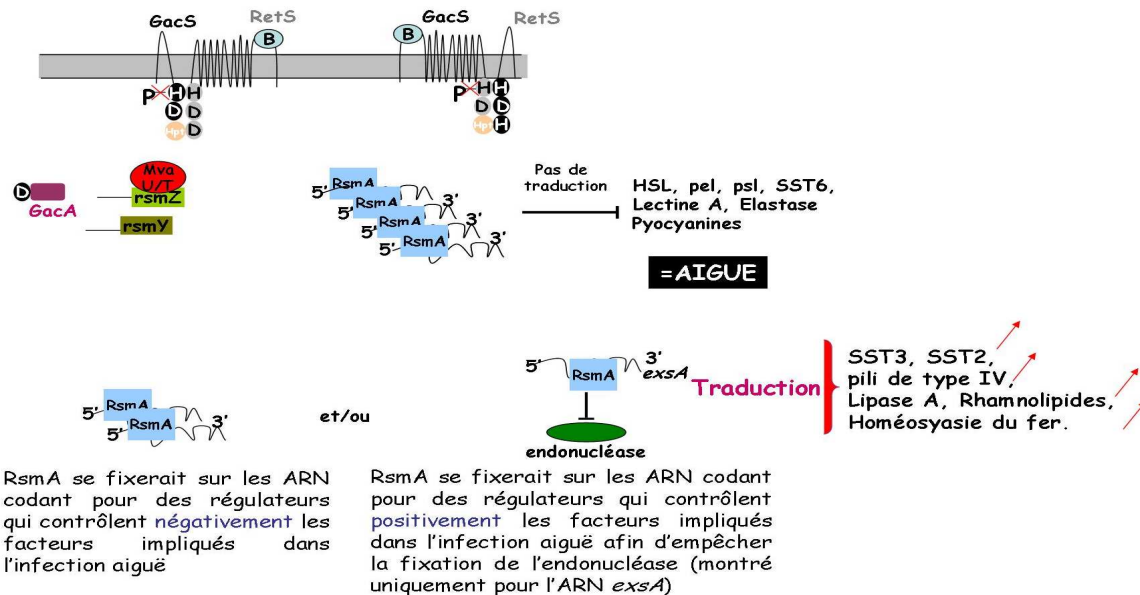 GacS RetS GacS RetS
B B
P H H P H H
D D D D
Hpt D Hpt H
Mva
U/T
D GacA rsmZ
rsmY
5' RsmA
5' RsmA 3'
5' RsmA 3'
5' RsmA 3'
Pas de
traduction
HSL, pel, psl, SST6,
Lectine A, Elastase
Pyocyanines
=AIGUE
5' RsmA 3'
exsA
Traduction
SST3, SST2,
pili de type IV,
Lipase A, Rhamnolipides,
Homéosyasie du fer.
5' RsmA
5' RsmA 3'
et/ou
endonucléase
RsmA se fixerait sur les ARN
codant pour des régulateurs
qui contrôlent négativement les
facteurs impliqués dans
l'infection aiguë
RsmA se fixerait sur les ARN codant
pour des régulateurs qui contrôlent
positivement les facteurs impliqués
dans l'infection aiguë afin d'empêcher
la fixation de l'endonucléase (montré
uniquement pour l'ARN exsA)